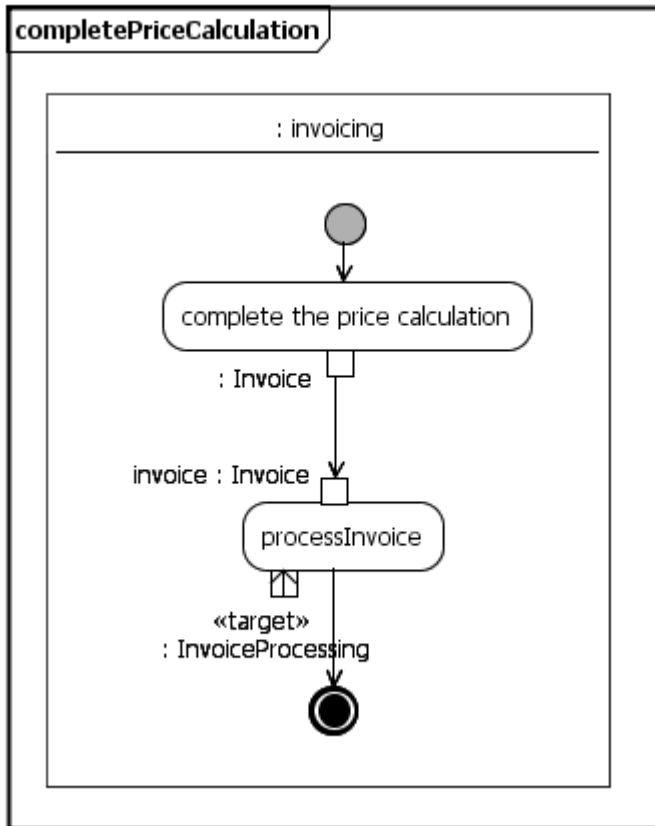 completePriceCalculation
: invoicing
complete the price calculation
: Invoice
invoice : Invoice
processInvoice
«target»
: InvoiceProcessing